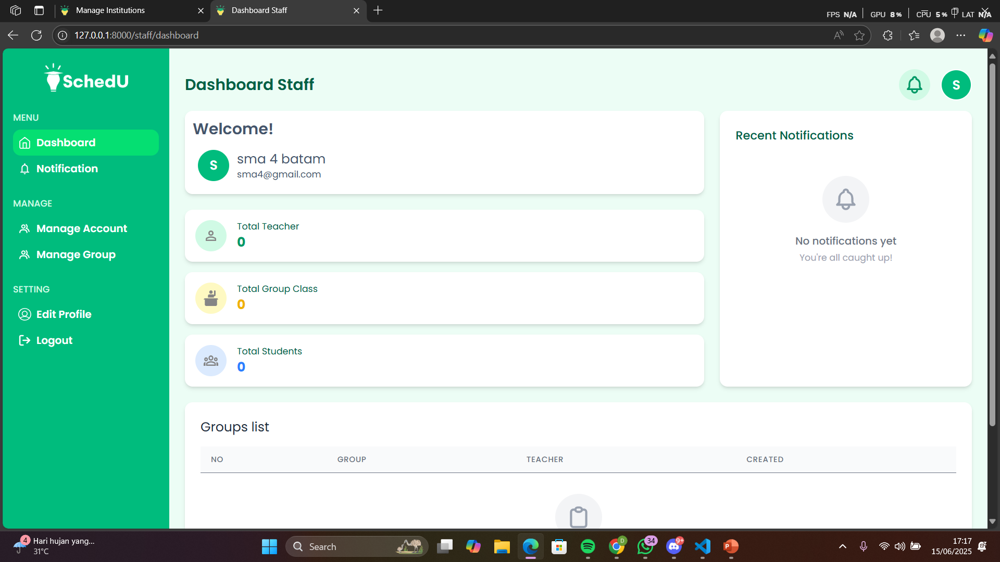 Manage Institutions
Dashboard Staff
FPS N/A GPU 8% CPU 5% LAT N/A
127.0.0.1:8000/staff/dashboard
SchedU
MENU
Dashboard
Notification
MANAGE
Manage Account
Manage Group
SETTING
Edit Profile
Logout
Dashboard Staff
S
Welcome!
S
sma 4 batam
sma4@gmail.com
Total Teacher
0
Total Group Class
0
Total Students
0
Recent Notifications
No notifications yet
You're all caught up!
Groups list
NO GROUP TEACHER CREATED
4
Hari hujan yang...
31°C
Search
D
34
9+
17:17
15/06/2025